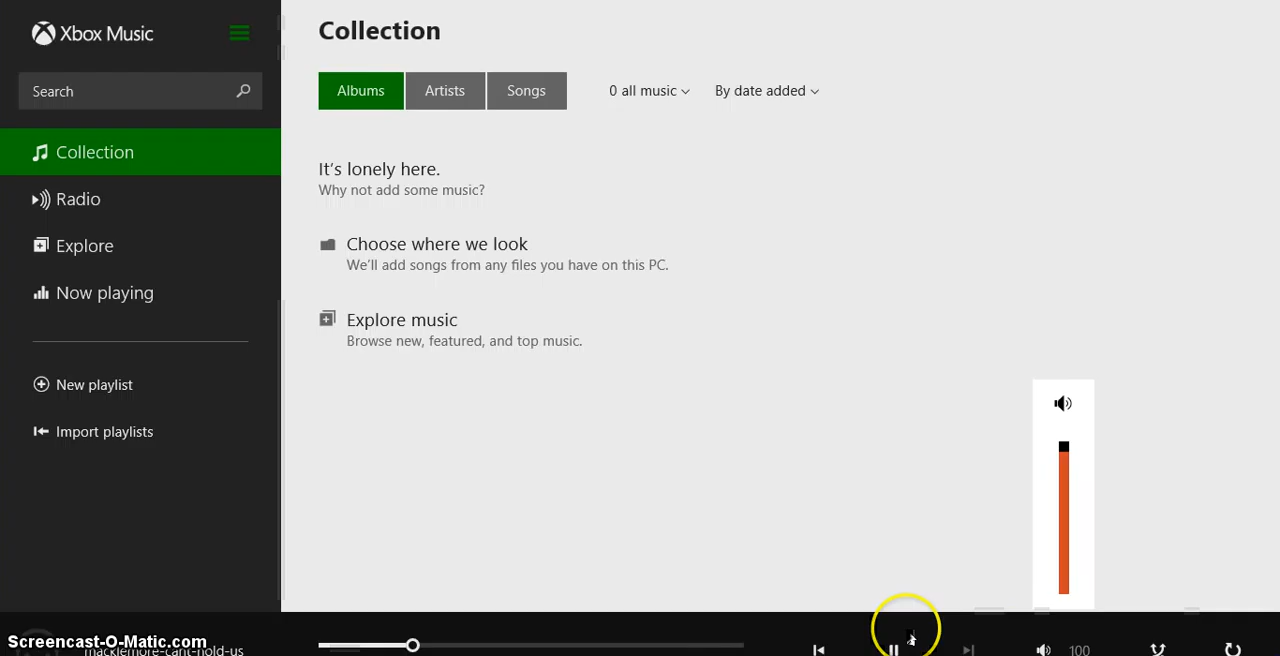 Xbox Music
Search
Collection
Radio
Explore
Now playing
New playlist
Import playlists
Collection
Albums
Artists
Songs
0 all music
By date added
It's lonely here.
Why not add some music?
Choose where we look
We'll add songs from any files you have on this PC.
Explore music
Browse new, featured, and top music.
Screencast-O-Matic.com
macklemore-cant-hold-us
100